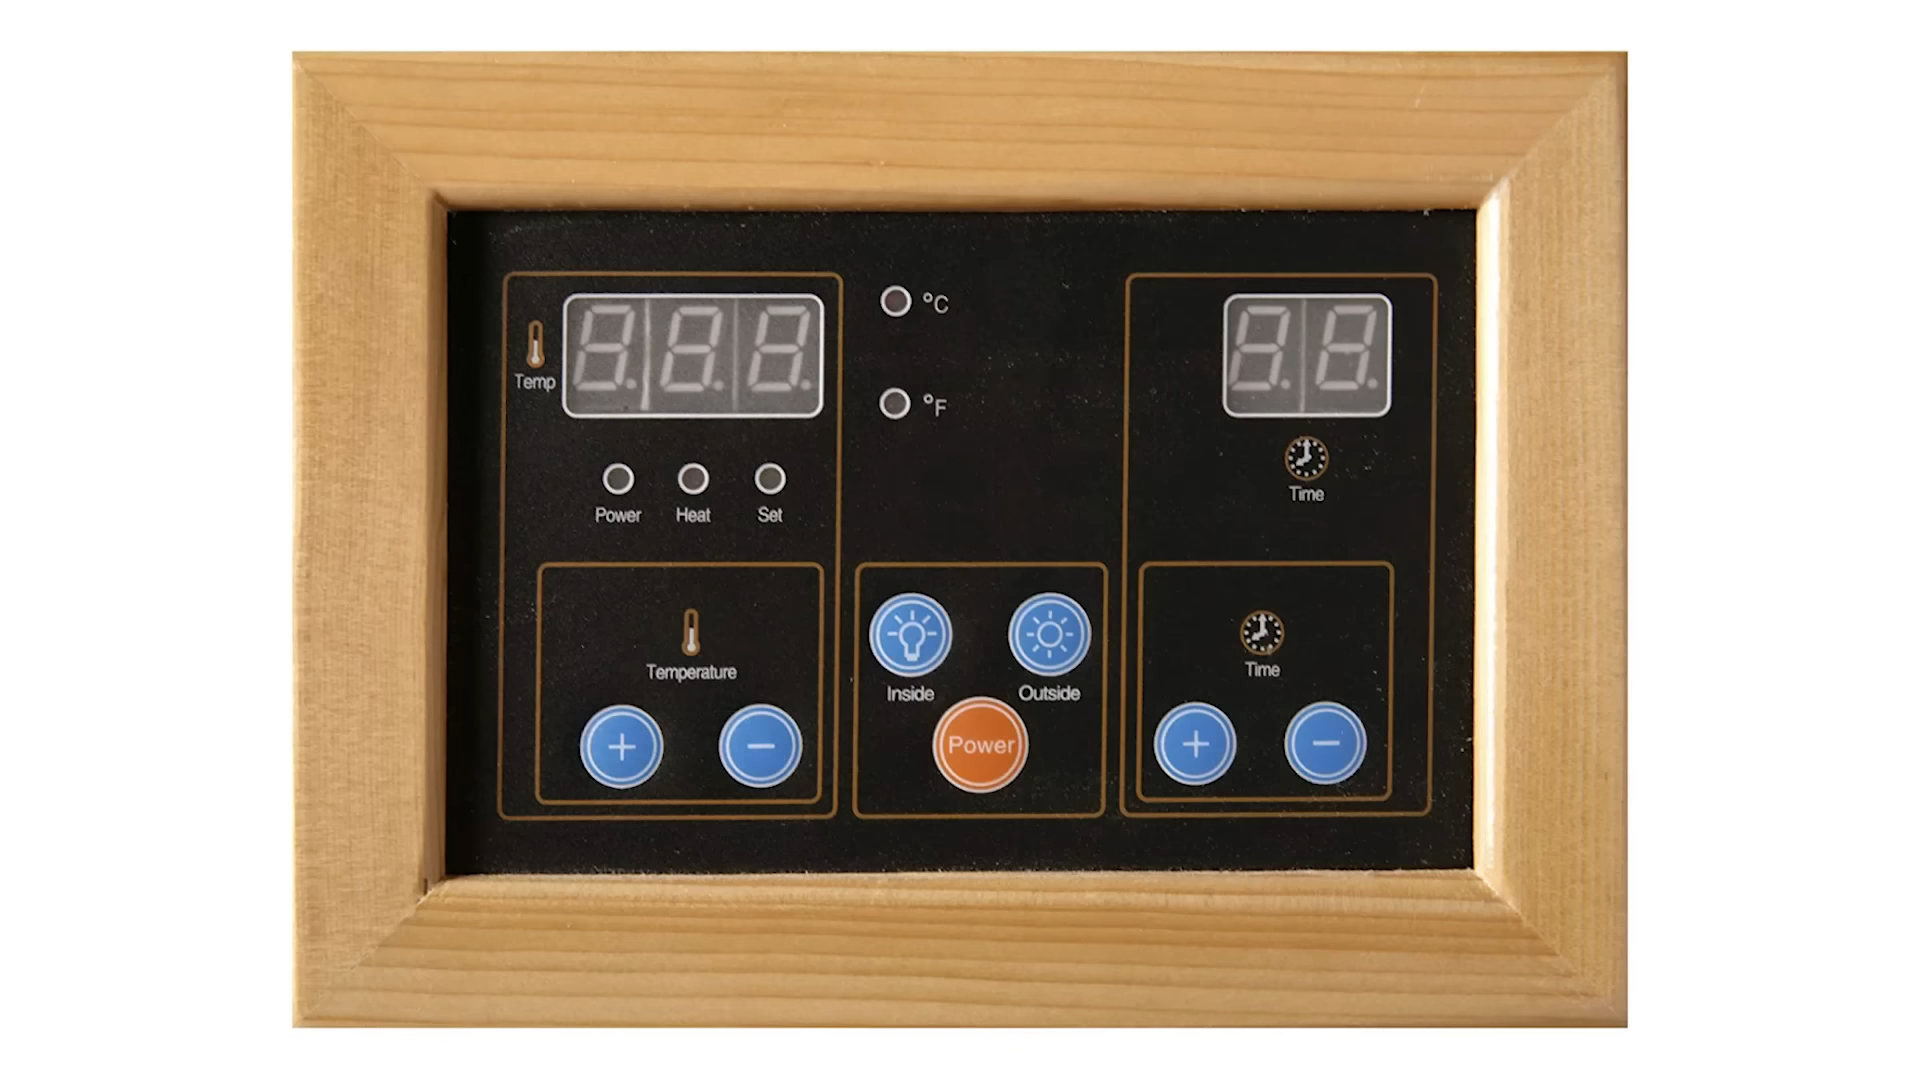 °C
Temp
°F
Power Heat Set
Time
Temperature
+ −
Inside Outside
Power
Time
+ −